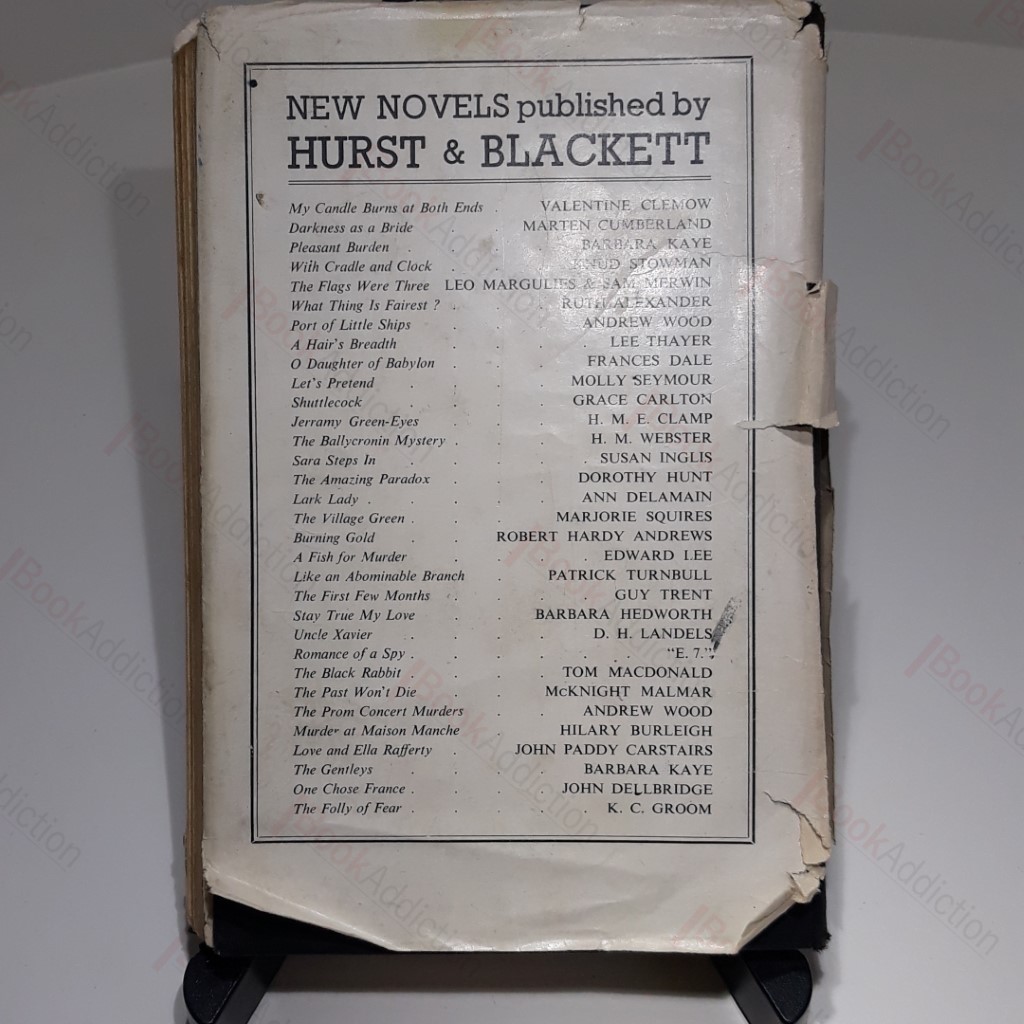 NEW NOVELS published by
HURST & BLACKETT
My Candle Burns at Both Ends . VALENTINE CLEMOW
Darkness as a Bride . . MARTEN CUMBERLAND
Pleasant Burden . . . BARBARA KAYE
With Cradle and Clock . . KNUD STOWMAN
The Flags Were Three LEO MARGULIES & SAM MERWIN
What Thing Is Fairest ? . . . RUTH ALEXANDER
Port of Little Ships . . ANDREW WOOD
A Hair's Breadth . . . . LEE THAYER
O Daughter of Babylon . . . FRANCES DALE
Let's Pretend . . . MOLLY SEYMOUR
Shuttlecock . . . . GRACE CARLTON
Jerramy Green-Eyes . . . H. M. E. CLAMP
The Ballycronin Mystery . . . H. M. WEBSTER
Sara Steps In . . . . . SUSAN INGLIS
The Amazing Paradox . . . DOROTHY HUNT
Lark Lady . . . . . ANN DELAMAIN
The Village Green . . . MARJORIE SQUIRES
Burning Gold . . ROBERT HARDY ANDREWS
A Fish for Murder . . . EDWARD LEE
Like an Abominable Branch . PATRICK TURNBULL
The First Few Months . . . . GUY TRENT
Stay True My Love . . BARBARA HEDWORTH
Uncle Xavier . . . . D. H. LANDELS
Romance of a Spy . . . . . . "E. 7."
The Black Rabbit . . . . TOM MACDONALD
The Past Won't Die . . McKNIGHT MALMAR
The Prom Concert Murders . . ANDREW WOOD
Murder at Maison Manche . HILARY BURLEIGH
Love and Ella Rafferty . JOHN PADDY CARSTAIRS
The Gentleys . . . . BARBARA KAYE
One Chose France . . . . JOHN DELLBRIDGE
The Folly of Fear . . . . . K. C. GROOM
BookAddiction